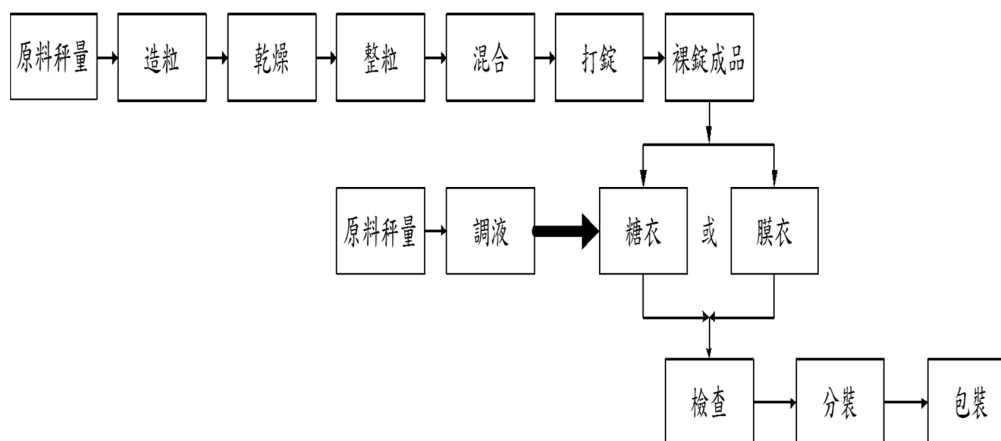 原料秤量
造粒
乾燥
整粒
混合
打錠
裸錠成品
原料秤量
調液
糖衣
或
膜衣
檢查
分裝
包裝